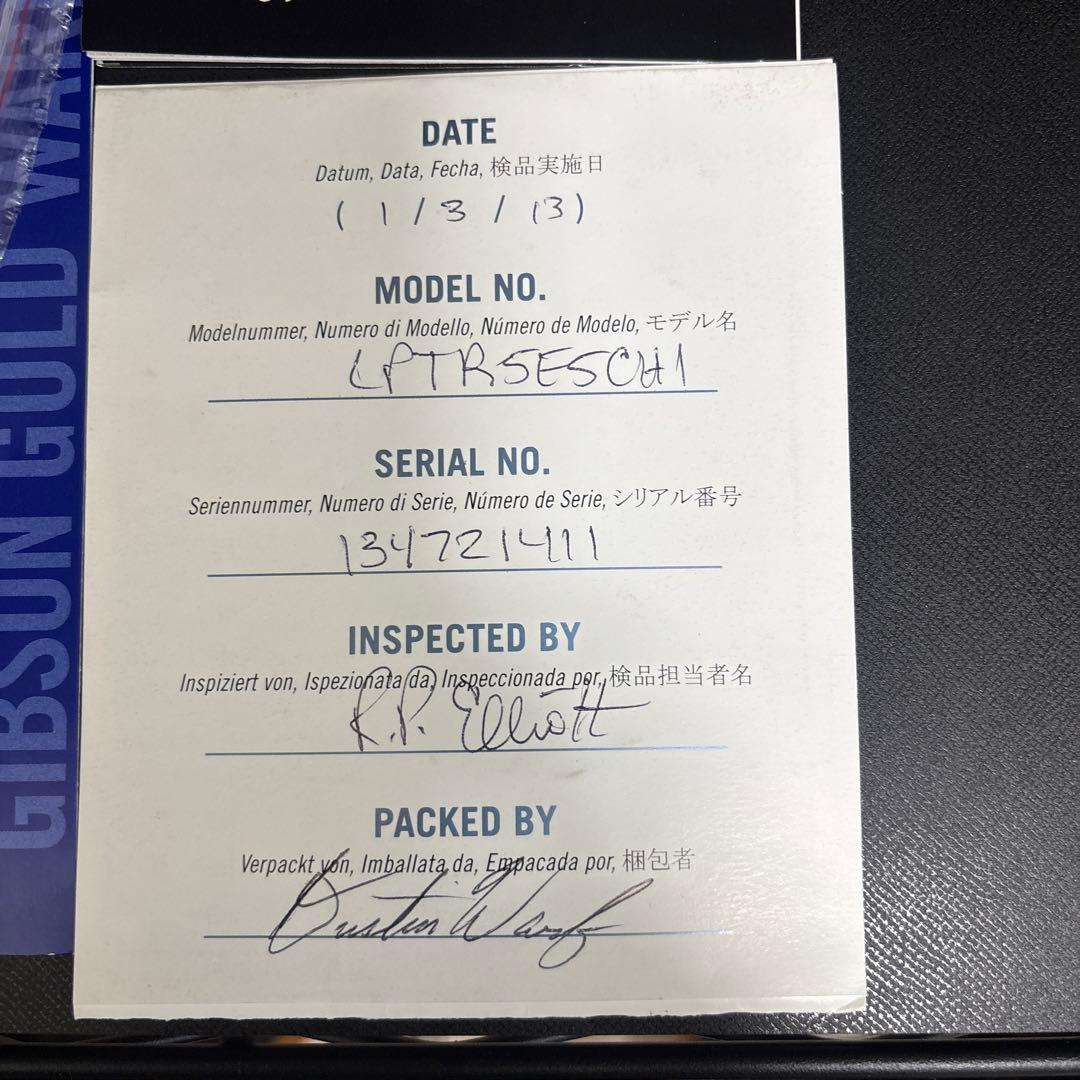 GIBSON GOLD WAR
DATE
Datum, Data, Fecha, 検品実施日
( 1 / 3 / 13)
MODEL NO.
Modelnummer, Numero di Modello, Número de Modelo, モデル名
LPTR5E5CH1
SERIAL NO.
Seriennummer, Numero di Serie, Número de Serie, シリアル番号
134721411
INSPECTED BY
Inspiziert von, Ispezionata da, Inspeccionada por, 検品担当者名
R.P. Elliott
PACKED BY
Verpackt von, Imballata da, Empacada por, 梱包者
Dustin